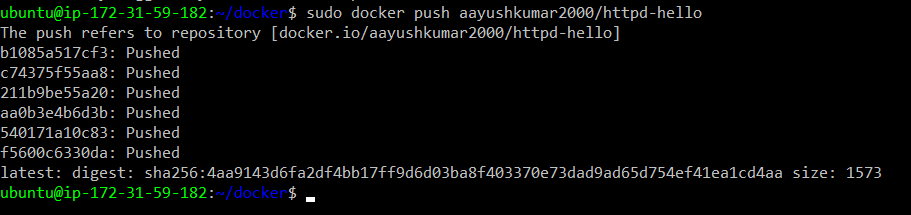 ubuntu@ip-172-31-59-182:~/docker$ sudo docker push aayushkumar2000/httpd-hello
The push refers to repository [docker.io/aayushkumar2000/httpd-hello]
b1085a517cf3: Pushed
c74375f55aa8: Pushed
211b9be55a20: Pushed
aa0b3e4b6d3b: Pushed
540171a10c83: Pushed
f5600c6330da: Pushed
latest: digest: sha256:4aa9143d6fa2df4bb17ff9d6d03ba8f403370e73dad9ad65d754ef41ea1cd4aa size: 1573
ubuntu@ip-172-31-59-182:~/docker$